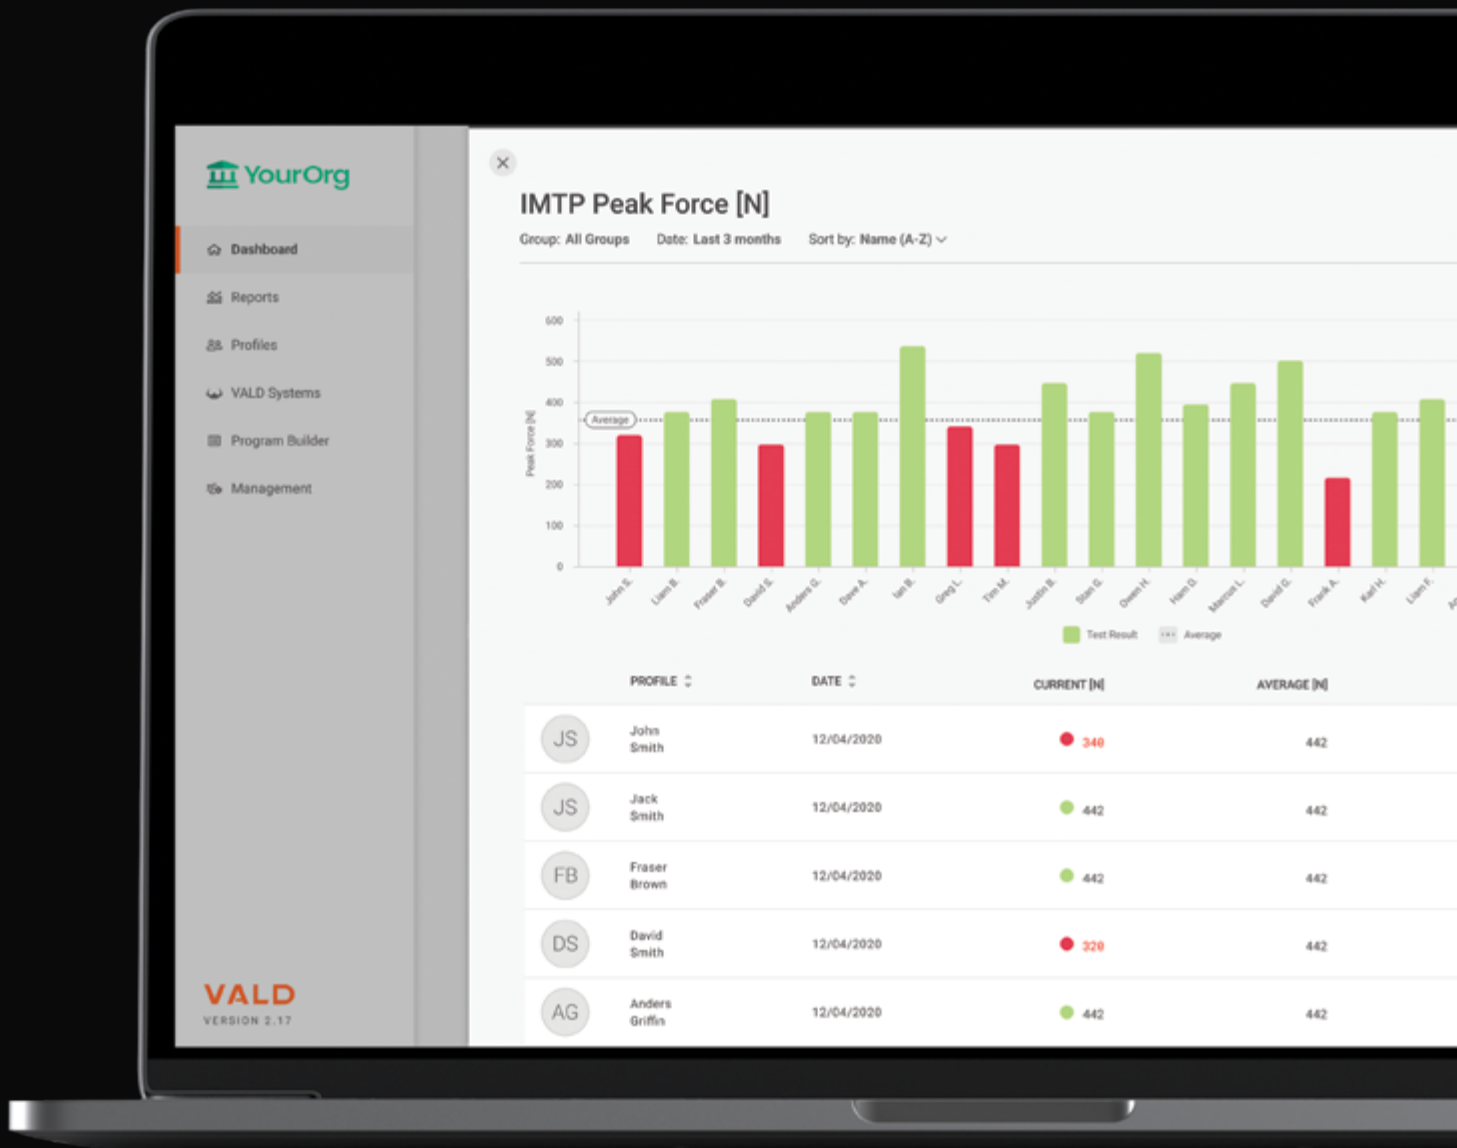 YourOrg
Dashboard
Reports
Profiles
VALD Systems
Program Builder
Management
VALD
VERSION 2.17
IMTP Peak Force [N]
Group: All Groups Date: Last 3 months Sort by: Name (A-Z)
Peak Force [N]
600
500
400
Average
300
200
100
0
John S. Liam B. Fraser B. David S. Anders G. Dave A. Ian B. Greg L. Tim M. Justin B. Stan G. Owen H. Ham D. Marcus L. David G. Frank A. Karl H. Liam F.
Test Result Average
PROFILE DATE CURRENT [N] AVERAGE [N]
JS John Smith 12/04/2020 340 442
JS Jack Smith 12/04/2020 442 442
FB Fraser Brown 12/04/2020 442 442
DS David Smith 12/04/2020 320 442
AG Anders Griffin 12/04/2020 442 442